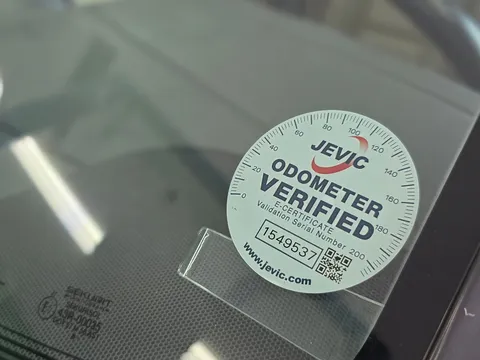 JEVIC
ODOMETER
VERIFIED
E-CERTIFICATE
Validation Serial Number
1549537
www.jevic.com
0
20
40
60
80
100
120
140
160
180
200